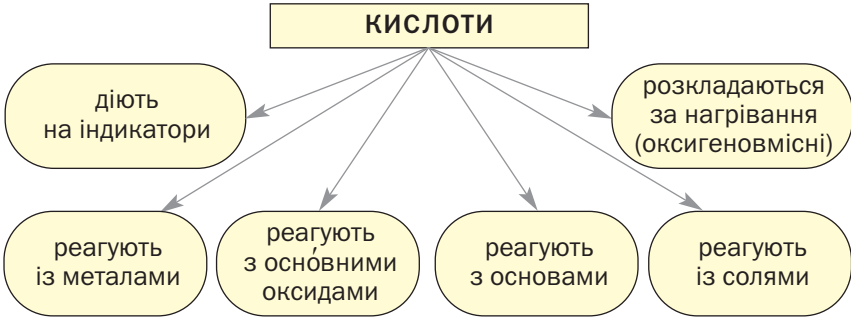 КИСЛОТИ
діють
на індикатори
розкладаються
за нагрівання
(оксигеновмісні)
реагують
із металами
реагують
з осно́вними
оксидами
реагують
з основами
реагують
із солями